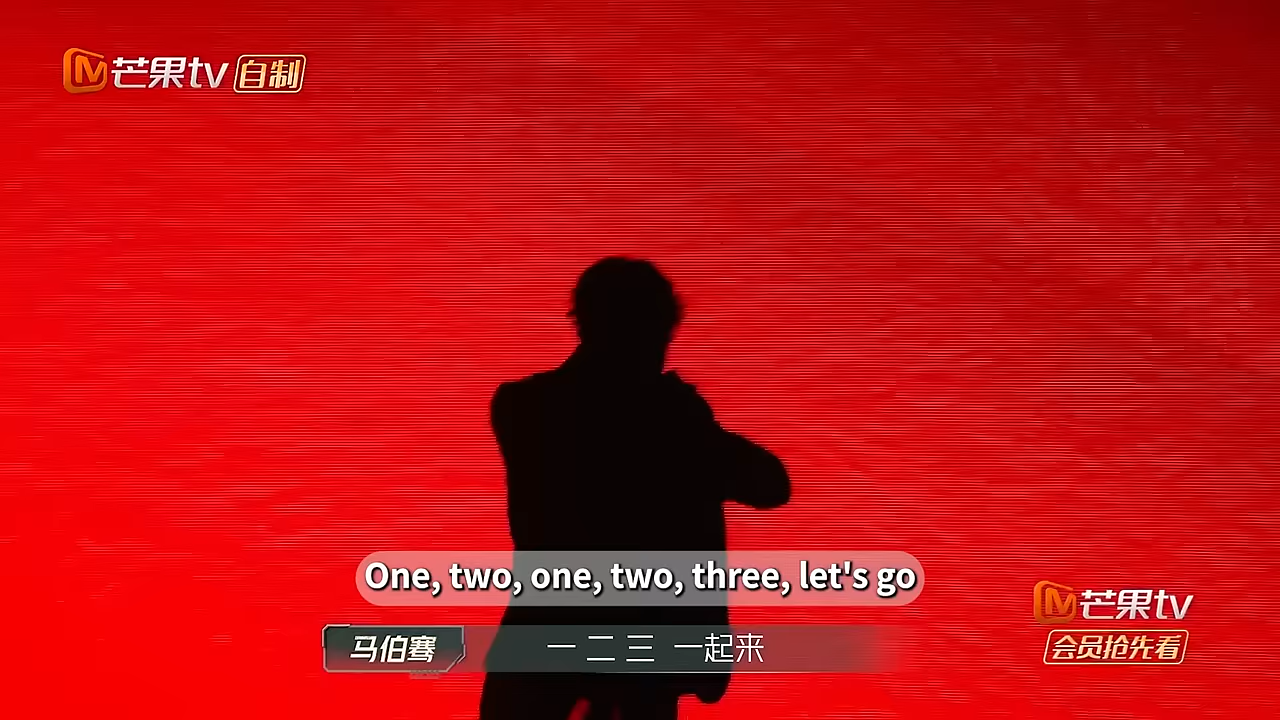 芒果tv 自制
One, two, one, two, three, let's go
马伯骞 一 二 三 一起来
芒果tv
会员抢先看